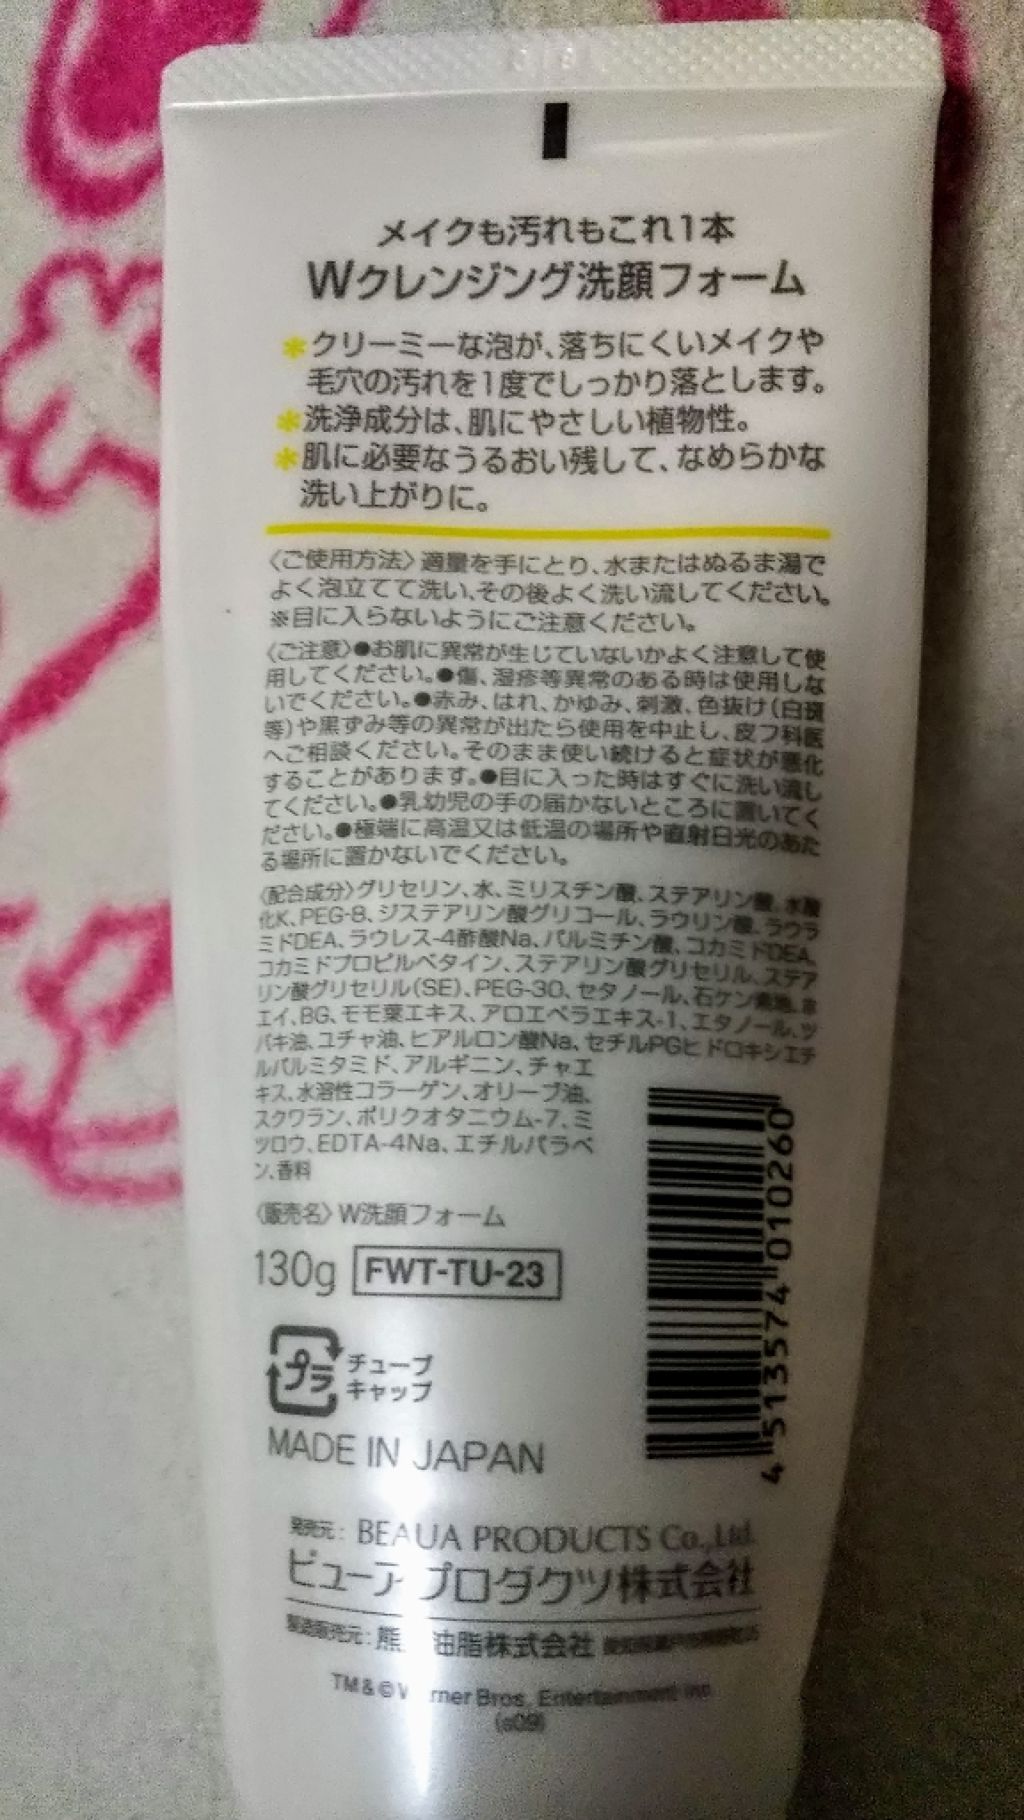 メイクも汚れもこれ1本
Wクレンジング洗顔フォーム
＊クリーミーな泡が、落ちにくいメイクや
毛穴の汚れを1度でしっかり落とします。
＊洗浄成分は、肌にやさしい植物性。
＊肌に必要なうるおい残して、なめらかな
洗い上がりに。
〈ご使用方法〉適量を手にとり、水またはぬるま湯で
よく泡立てて洗い、その後よく洗い流してください。
※目に入らないようにご注意ください。
〈ご注意〉●お肌に異常が生じていないかよく注意して使
用してください。●傷、湿疹等異常のある時は使用しな
いでください。●赤み、はれ、かゆみ、刺激、色抜け(白斑
等)や黒ずみ等の異常が出たら使用を中止し、皮フ科医
へご相談ください。そのまま使い続けると症状が悪化
することがあります。●目に入った時はすぐに洗い流し
てください。●乳幼児の手の届かないところに置いてく
ださい。●極端に高温又は低温の場所や直射日光のあた
る場所に置かないでください。
〈配合成分〉グリセリン、水、ミリスチン酸、ステアリン酸、水酸
化K、PEG-8、ジステアリン酸グリコール、ラウリン酸、ラウラ
ミドDEA、ラウレス-4酢酸Na、パルミチン酸、コカミドDEA、
コカミドプロピルベタイン、ステアリン酸グリセリル、ステア
リン酸グリセリル(SE)、PEG-30、セタノール、石ケン素地、ホ
エイ、BG、モモ葉エキス、アロエベラエキス-1、エタノール、ツ
バキ油、ユチャ油、ヒアルロン酸Na、セチルPGヒドロキシエチ
ルパルミタミド、アルギニン、チャエ
キス、水溶性コラーゲン、オリーブ油、
スクワラン、ポリクオタニウム-7、ミ
ツロウ、EDTA-4Na、エチルパラベ
ン、香料
〈販売名〉W洗顔フォーム
130g FWT-TU-23
プラ チューブ
キャップ
4 513574 010260
MADE IN JAPAN
発売元: BEAUA PRODUCTS Co.,Ltd.
ビューア プロダクツ株式会社
製造販売元: 熊 油脂株式会社
TM & © Warner Bros. Entertainment Inc.
(s09)